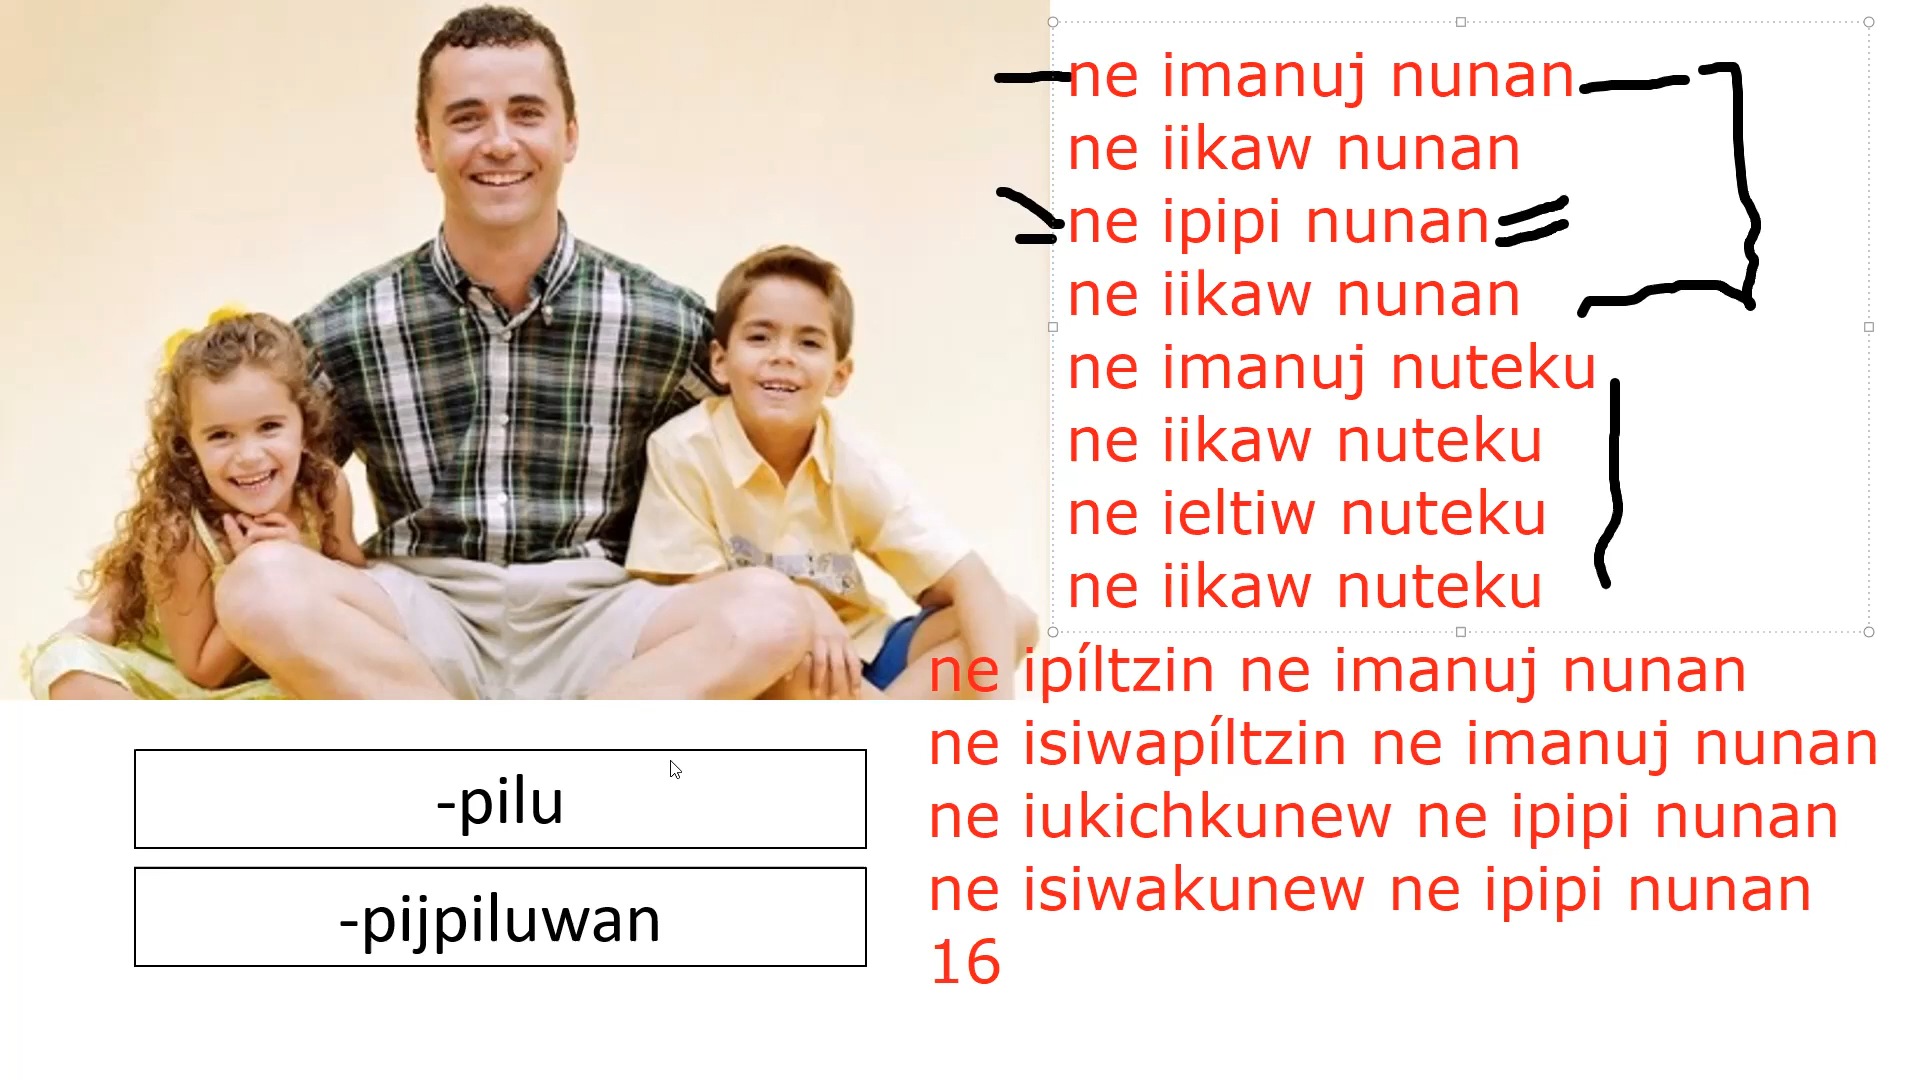 ne imanuj nunan
ne iikaw nunan
ne ipipi nunan
ne iikaw nunan
ne imanuj nuteku
ne iikaw nuteku
ne ieltiw nuteku
ne iikaw nuteku
ne ipíltzin ne imanuj nunan
ne isiwapíltzin ne imanuj nunan
ne iukichkunew ne ipipi nunan
ne isiwakunew ne ipipi nunan
16
-pilu
-pijpiluwan